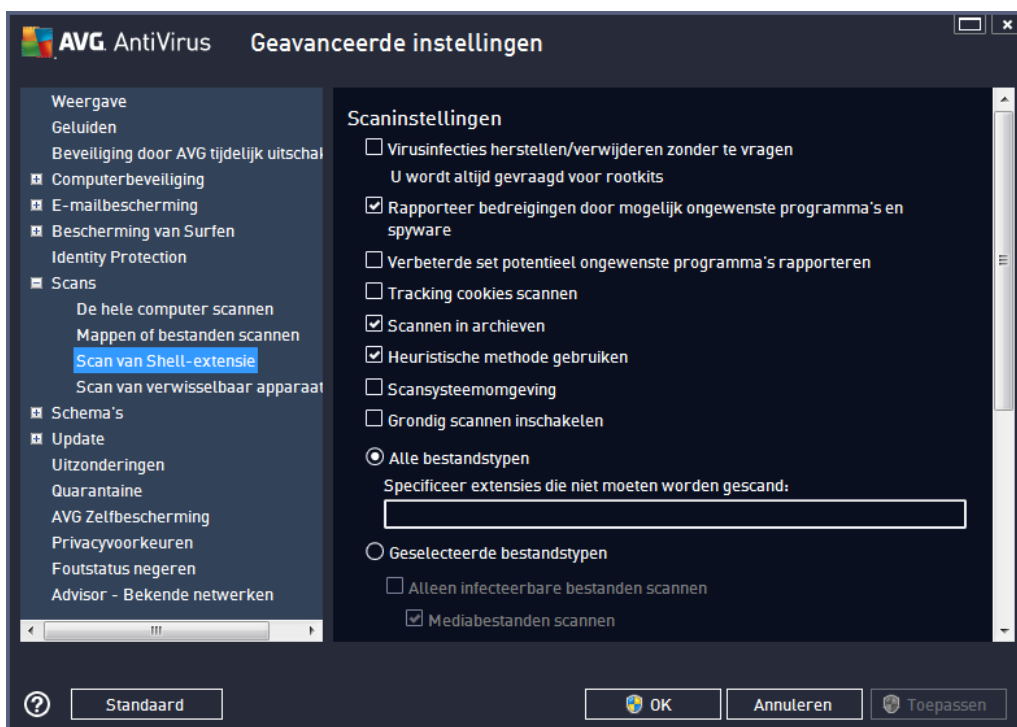 AVG. AntiVirus Geavanceerde instellingen
Weergave
Geluiden
Beveiliging door AVG tijdelijk uitschal
Computerbeveiliging
E-mailbescherming
Bescherming van Surfen
Identity Protection
Scans
De hele computer scannen
Mappen of bestanden scannen
Scan van Shell-extensie
Scan van verwisselbaar apparaat
Schema's
Update
Uitzonderingen
Quarantaine
AVG Zelfbescherming
Privacyvoorkeuren
Foutstatus negeren
Advisor - Bekende netwerken
Scaninstellingen
Virusinfecties herstellen/verwijderen zonder te vragen
U wordt altijd gevraagd voor rootkits
Rapporteer bedreigingen door mogelijk ongewenste programma's en
spyware
Verbeterde set potentieel ongewenste programma's rapporteren
Tracking cookies scannen
Scannen in archieven
Heuristische methode gebruiken
Scansysteemomgeving
Grondig scannen inschakelen
Alle bestandstypen
Specificeer extensies die niet moeten worden gescand:
Geselecteerde bestandstypen
Alleen infecteerbare bestanden scannen
Mediabestanden scannen
Standaard
OK
Annuleren
Toepassen